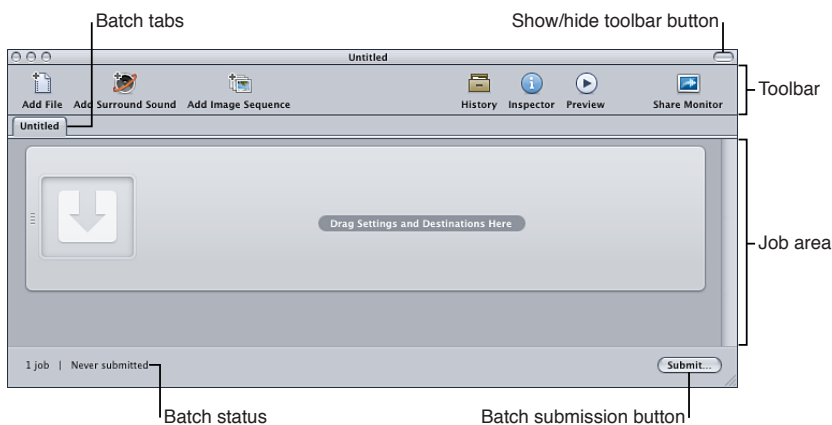 Batch tabs
Show/hide toolbar button
Untitled
Add File
Add Surround Sound
Add Image Sequence
History
Inspector
Preview
Share Monitor
Toolbar
Untitled
Drag Settings and Destinations Here
Job area
1 job | Never submitted
Submit...
Batch status
Batch submission button